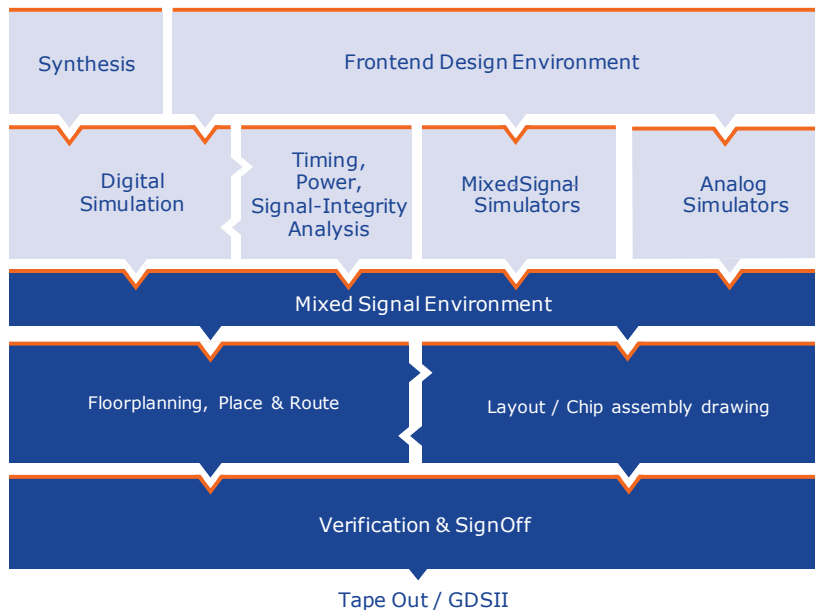 Synthesis
Frontend Design Environment
Digital
Simulation
Timing,
Power,
Signal-Integrity
Analysis
MixedSignal
Simulators
Analog
Simulators
Mixed Signal Environment
Floorplanning, Place & Route
Layout / Chip assembly drawing
Verification & SignOff
Tape Out / GDSII